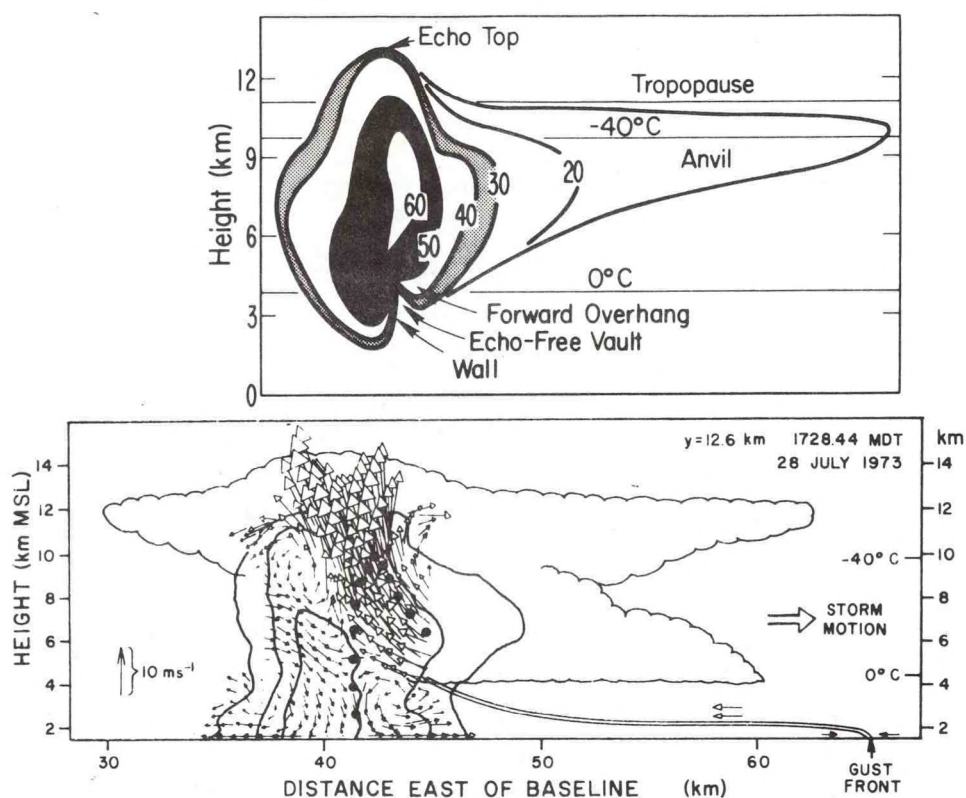 Echo Top
12
Tropopause
-40°C
9
Anvil
20
30
60
40
50
6
0°C
3
Forward Overhang
Echo-Free Vault
Wall
0
Height (km)
y=12.6 km 1728.44 MDT
28 JULY 1973
km
14
14
12
12
10
-40°C
10
8
8
STORM
MOTION
6
6
10 ms⁻¹
0°C
4
4
2
2
HEIGHT (km MSL)
30
40
50
60
GUST
FRONT
DISTANCE EAST OF BASELINE (km)